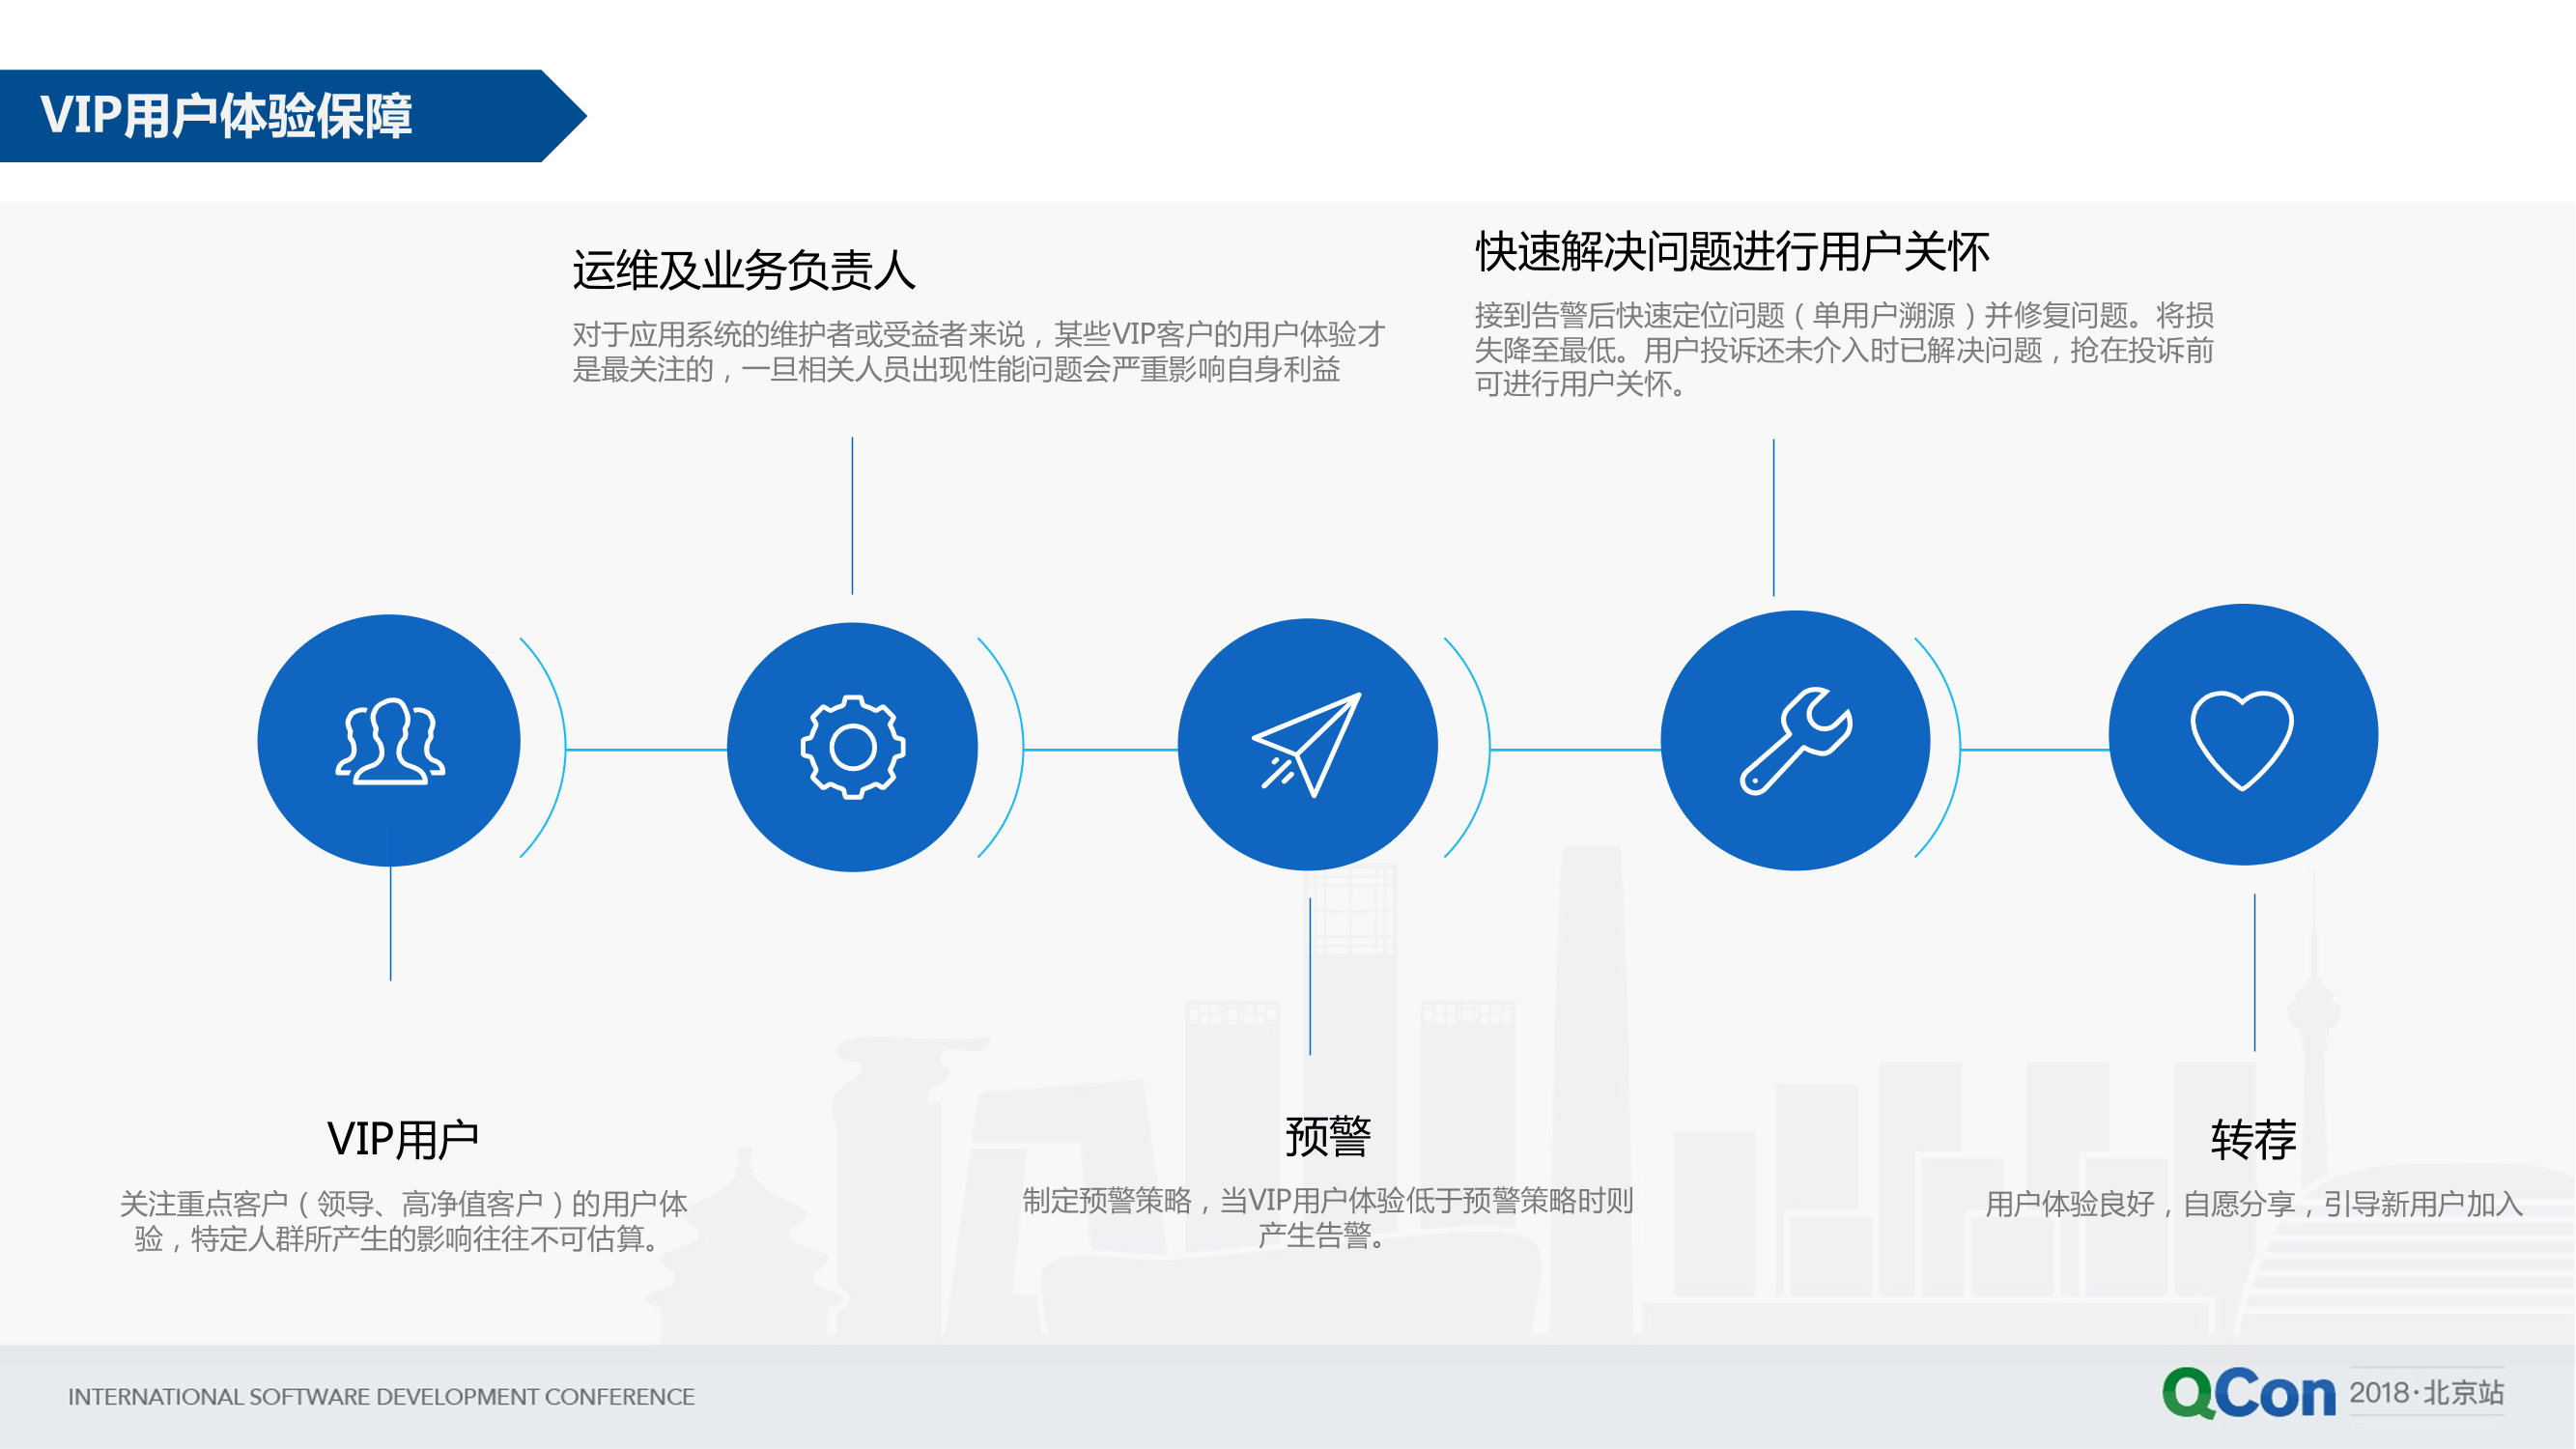 VIP用户体验保障
运维及业务负责人
对于应用系统的维护者或受益者来说，某些VIP客户的用户体验才
是最关注的，一旦相关人员出现性能问题会严重影响自身利益
快速解决问题进行用户关怀
接到告警后快速定位问题（单用户溯源）并修复问题。将损
失降至最低。用户投诉还未介入时已解决问题，抢在投诉前
可进行用户关怀。
VIP用户
关注重点客户（领导、高净值客户）的用户体
验，特定人群所产生的影响往往不可估算。
预警
制定预警策略，当VIP用户体验低于预警策略时则
产生告警。
转荐
用户体验良好，自愿分享，引导新用户加入
INTERNATIONAL SOFTWARE DEVELOPMENT CONFERENCE
QCon 2018·北京站